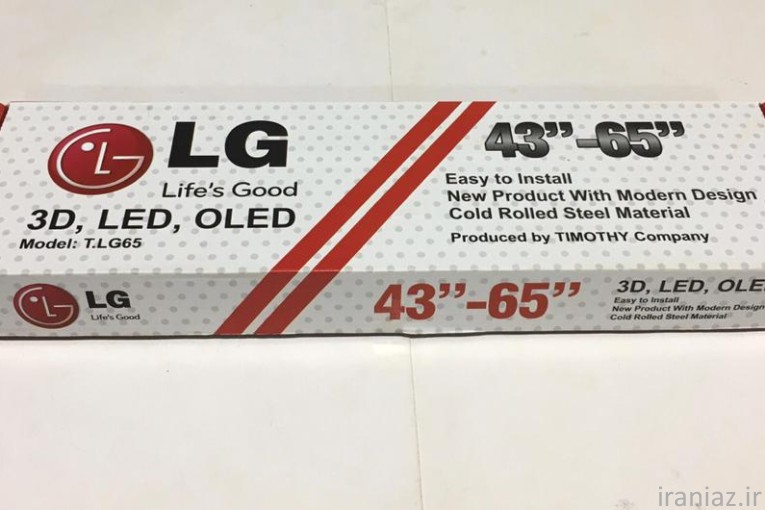 LG
Life's Good
3D, LED, OLED
Model: T.LG65
43”-65”
Easy to Install
New Product With Modern Design
Cold Rolled Steel Material
Produced by TIMOTHY Company
LG
Life's Good
43”-65”
3D, LED, OLE
Easy to Install
New Product With Modern Design
Cold Rolled Steel Material
iraniaz.ir